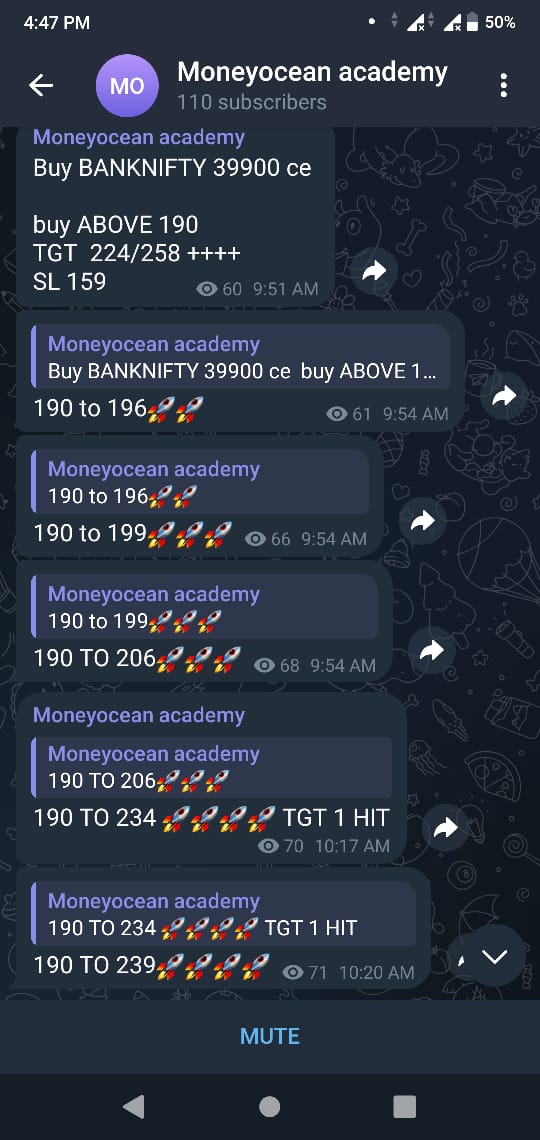 4:47 PM
50%
MO
Moneyocean academy
110 subscribers
Moneyocean academy
Buy BANKNIFTY 39900 ce
buy ABOVE 190
TGT 224/258 ++++
SL 159
60 9:51 AM
Moneyocean academy
Buy BANKNIFTY 39900 ce buy ABOVE 1...
190 to 196🚀🚀
61 9:54 AM
Moneyocean academy
190 to 196🚀🚀
190 to 199🚀🚀🚀
66 9:54 AM
Moneyocean academy
190 to 199🚀🚀🚀
190 TO 206🚀🚀🚀
68 9:54 AM
Moneyocean academy
Moneyocean academy
190 TO 206🚀🚀🚀
190 TO 234 🚀🚀🚀🚀 TGT 1 HIT
70 10:17 AM
Moneyocean academy
190 TO 234 🚀🚀🚀🚀 TGT 1 HIT
190 TO 239🚀🚀🚀🚀
71 10:20 AM
MUTE